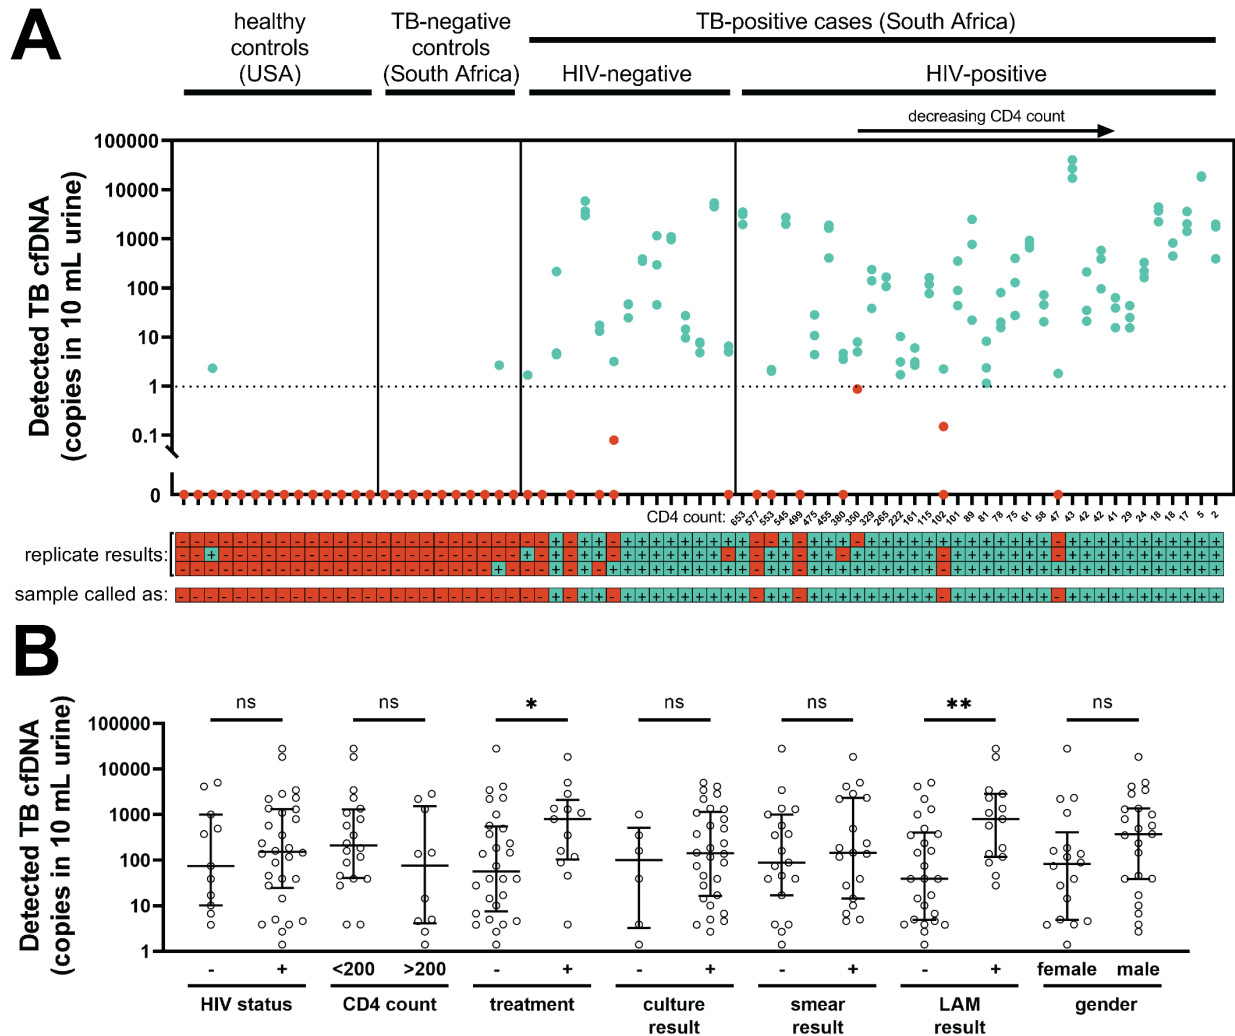 A
healthy
controls
(USA)
TB-negative
controls
(South Africa)
TB-positive cases (South Africa)
HIV-negative
HIV-positive
decreasing CD4 count
Detected TB cfDNA
(copies in 10 mL urine)
100000
10000
1000
100
10
1
0.1
0
CD4 count: 653 577 553 545 499 475 455 380 350 329 265 222 161 115 102 101 89 81 78 75 61 58 47 43 42 42 41 29 24 18 18 17 5 2
replicate results:
sample called as:
B
Detected TB cfDNA
(copies in 10 mL urine)
100000
10000
1000
100
10
1
ns ns * ns ns ** ns
- + <200 >200 - + - + - + - + female male
HIV status CD4 count treatment culture result smear result LAM result gender